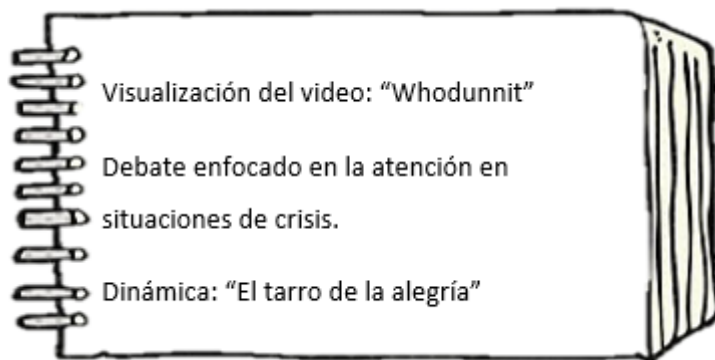 Visualización del video: “Whodunnit”
Debate enfocado en la atención en
situaciones de crisis.
Dinámica: “El tarro de la alegría”